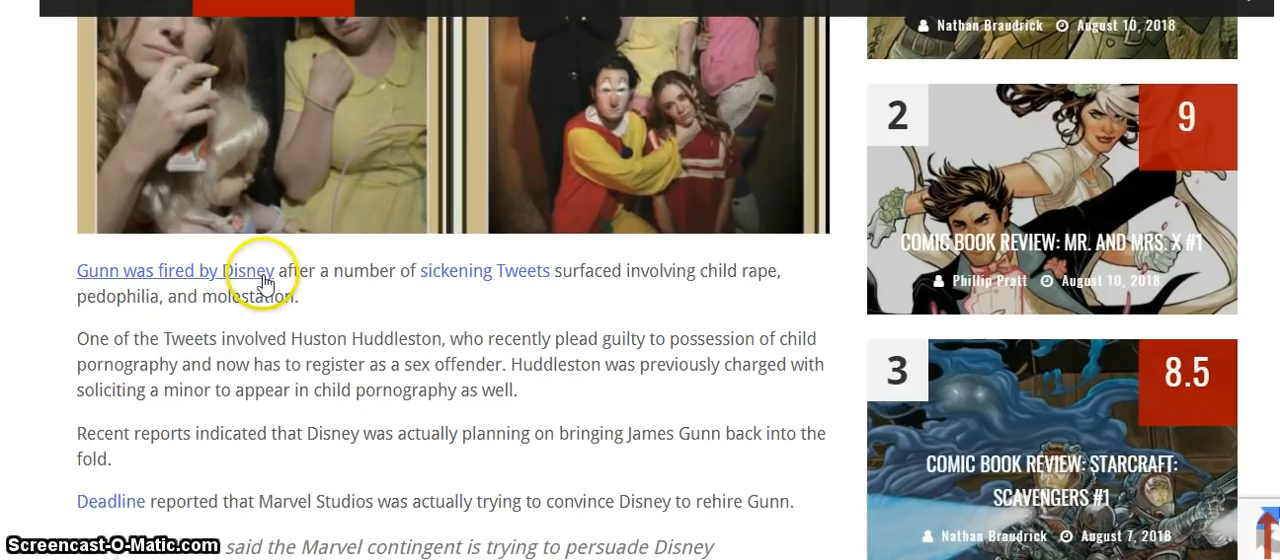 Nathan Braudrick August 10, 2018
2
9
COMIC BOOK REVIEW: MR. AND MRS. X #1
Phillip Pratt August 10, 2018
Gunn was fired by Disney after a number of sickening Tweets surfaced involving child rape,
pedophilia, and molestation.
One of the Tweets involved Huston Huddleston, who recently plead guilty to possession of child
pornography and now has to register as a sex offender. Huddleston was previously charged with
soliciting a minor to appear in child pornography as well.
Recent reports indicated that Disney was actually planning on bringing James Gunn back into the
fold.
Deadline reported that Marvel Studios was actually trying to convince Disney to rehire Gunn.
said the Marvel contingent is trying to persuade Disney
3
8.5
COMIC BOOK REVIEW: STARCRAFT:
SCAVENGERS #1
Nathan Braudrick August 7, 2018
Screencast-O-Matic.com